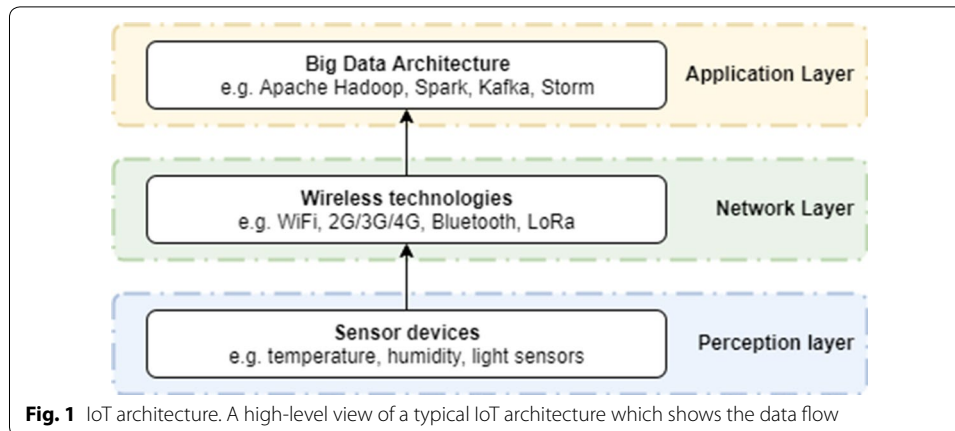 Big Data Architecture
e.g. Apache Hadoop, Spark, Kafka, Storm
Application Layer
Wireless technologies
e.g. WiFi, 2G/3G/4G, Bluetooth, LoRa
Network Layer
Sensor devices
e.g. temperature, humidity, light sensors
Perception layer
Fig. 1 IoT architecture. A high-level view of a typical IoT architecture which shows the data flow